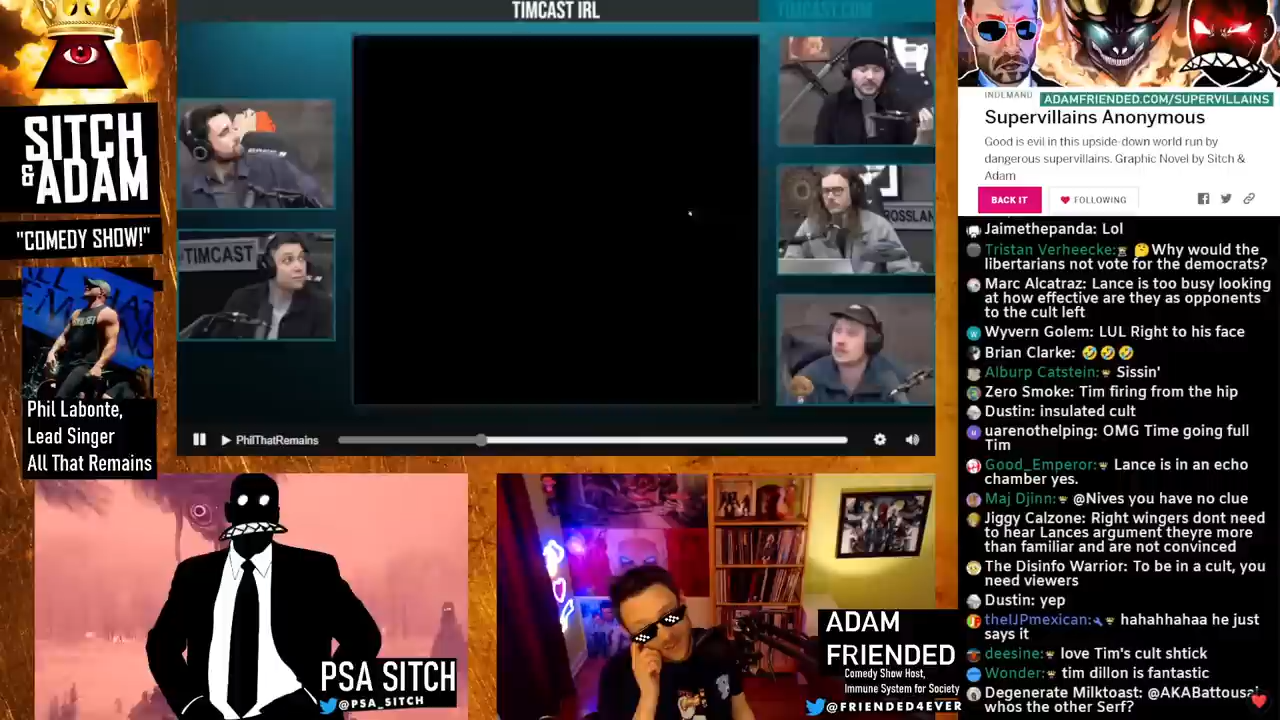 TIMCAST IRL
TIMCAST.COM
SITCH
& ADAM
"COMEDY SHOW!"
TIMCAST
Phil Labonte,
Lead Singer
All That Remains
PhilThatRemains
PSA SITCH
@PSA_SITCH
ADAM
FRIENDED
Comedy Show Host,
Immune System for Society
@FRIENDED4EVER
INDEMAND
ADAMFRIENDED.COM/SUPERVILLAINS
Supervillains Anonymous
Good is evil in this upside-down world run by
dangerous supervillains. Graphic Novel by Sitch &
Adam
BACK IT
FOLLOWING
Jaimethepanda: Lol
Tristan Verheecke: 🤔Why would the
libertarians not vote for the democrats?
Marc Alcatraz: Lance is too busy looking
at how effective are they as opponents
to the cult left
Wyvern Golem: LUL Right to his face
Brian Clarke: 🤣🤣🤣
Alburp Catstein: Sissin'
Zero Smoke: Tim firing from the hip
Dustin: insulated cult
uarenothelping: OMG Time going full
Tim
Good_Emperor: Lance is in an echo
chamber yes.
Maj Djinn: @Nives you have no clue
Jiggy Calzone: Right wingers dont need
to hear Lances argument theyre more
than familiar and are not convinced
The Disinfo Warrior: To be in a cult, you
need viewers
Dustin: yep
theIJPmexican: hahahhahaa he just
says it
deesine: love Tim's cult shtick
Wonder: tim dillon is fantastic
Degenerate Milktoast: @AKABattousai
whos the other Serf?